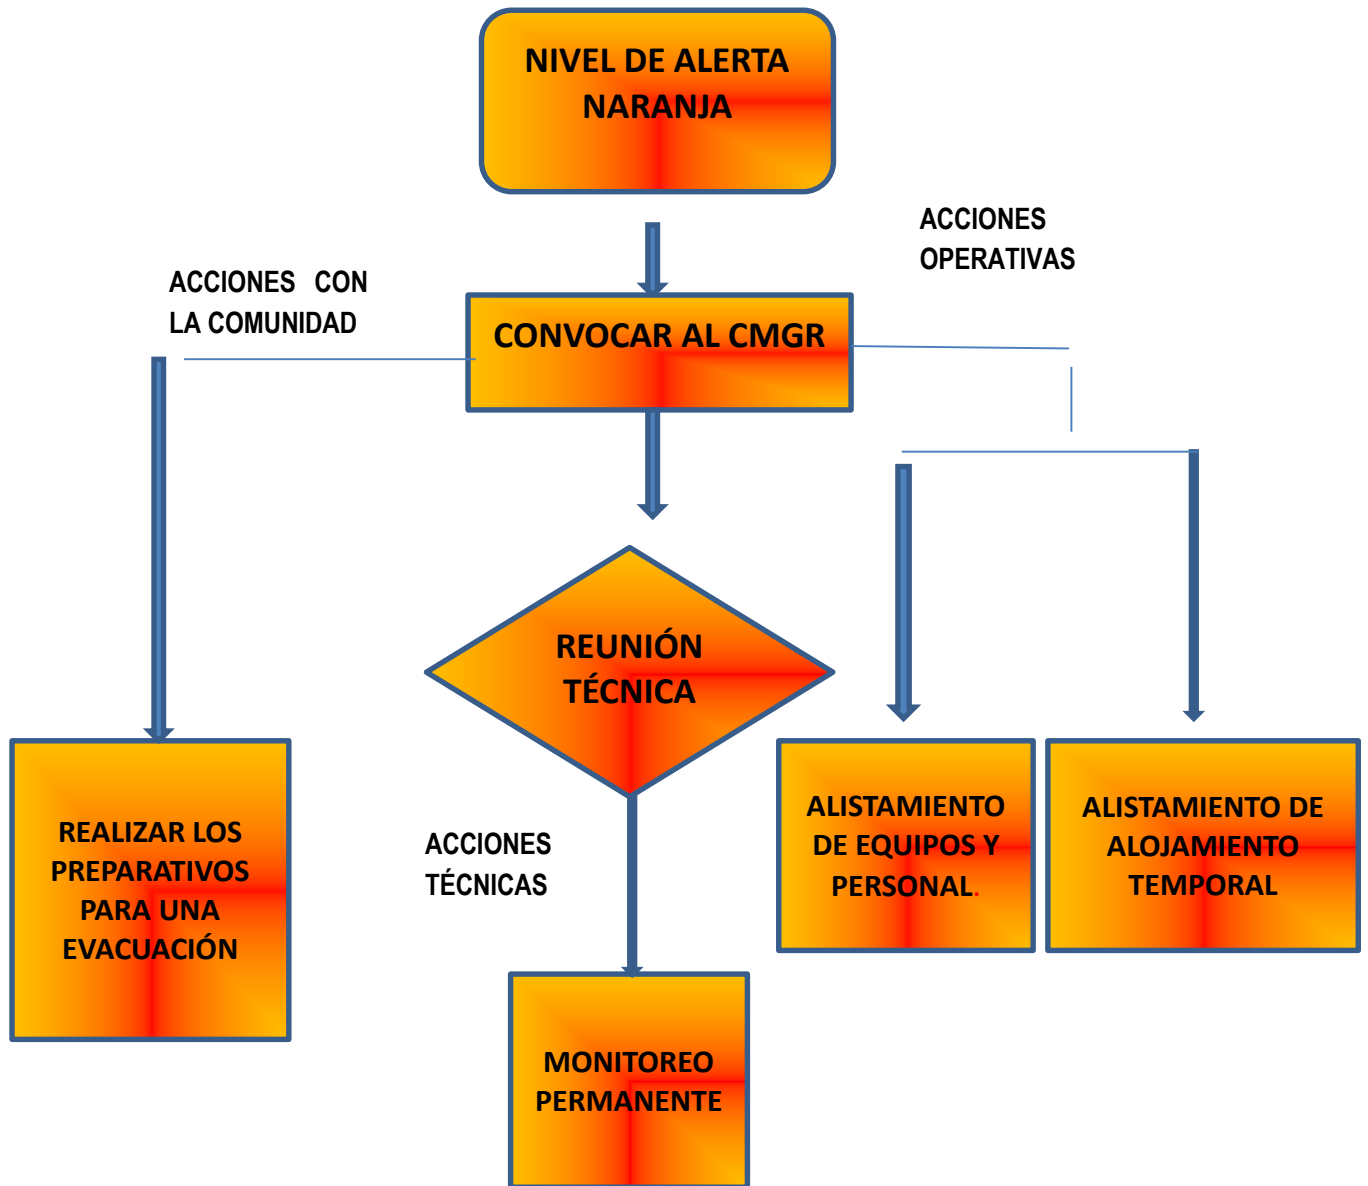 NIVEL DE ALERTA
NARANJA
ACCIONES
OPERATIVAS
ACCIONES CON
LA COMUNIDAD
CONVOCAR AL CMGR
REUNIÓN
TÉCNICA
ALISTAMIENTO
DE EQUIPOS Y
PERSONAL.
ALISTAMIENTO DE
ALOJAMIENTO
TEMPORAL
REALIZAR LOS
PREPARATIVOS
PARA UNA
EVACUACIÓN
ACCIONES
TÉCNICAS
MONITOREO
PERMANENTE